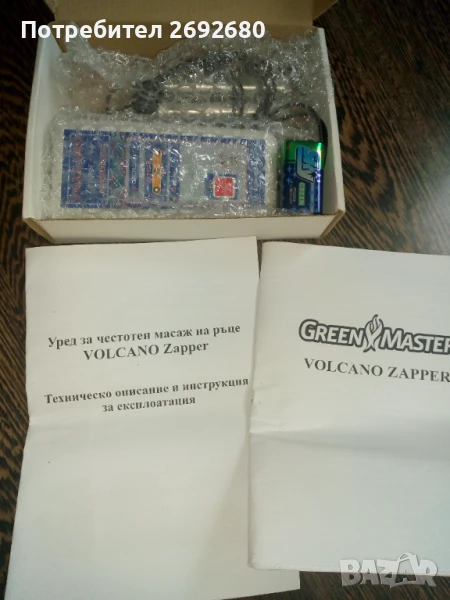 Потребител 2692680
Уред за честотен масаж на ръце
VOLCANO Zapper
Техническо описание и инструкция
за експлоатация
GREEN MASTER
VOLCANO ZAPPER
BAZAR